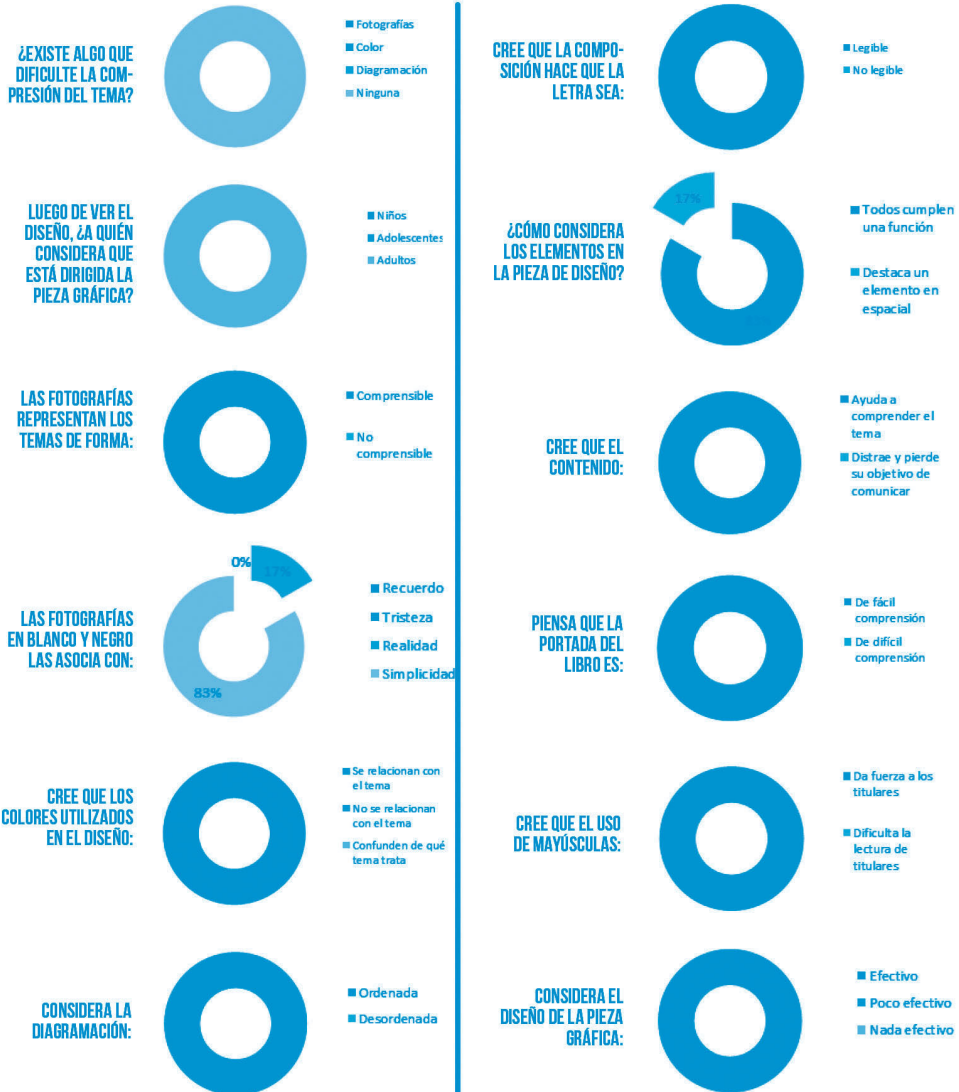 ¿EXISTE ALGO QUE
DIFICULTE LA COM-
PRESIÓN DEL TEMA?
Fotografías
Color
Diagramación
Ninguna
LUEGO DE VER EL
DISEÑO, ¿A QUIÉN
CONSIDERA QUE
ESTÁ DIRIGIDA LA
PIEZA GRÁFICA?
Niños
Adolescentes
Adultos
LAS FOTOGRAFÍAS
REPRESENTAN LOS
TEMAS DE FORMA:
Comprensible
No
comprensible
LAS FOTOGRAFÍAS
EN BLANCO Y NEGRO
LAS ASOCIA CON:
0%
17%
83%
Recuerdo
Tristeza
Realidad
Simplicidad
CREE QUE LOS
COLORES UTILIZADOS
EN EL DISEÑO:
Se relacionan con
el tema
No se relacionan
con el tema
Confunden de qué
tema trata
CONSIDERA LA
DIAGRAMACIÓN:
Ordenada
Desordenada
CREE QUE LA COMPO-
SICIÓN HACE QUE LA
LETRA SEA:
Legible
No legible
¿CÓMO CONSIDERA
LOS ELEMENTOS EN
LA PIEZA DE DISEÑO?
17%
Todos cumplen
una función
Destaca un
elemento en
espacial
CREE QUE EL
CONTENIDO:
Ayuda a
comprender el
tema
Distrae y pierde
su objetivo de
comunicar
PIENSA QUE LA
PORTADA DEL
LIBRO ES:
De fácil
comprensión
De difícil
comprensión
CREE QUE EL USO
DE MAYÚSCULAS:
Da fuerza a los
titulares
Dificulta la
lectura de
titulares
CONSIDERA EL
DISEÑO DE LA PIEZA
GRÁFICA:
Efectivo
Poco efectivo
Nada efectivo